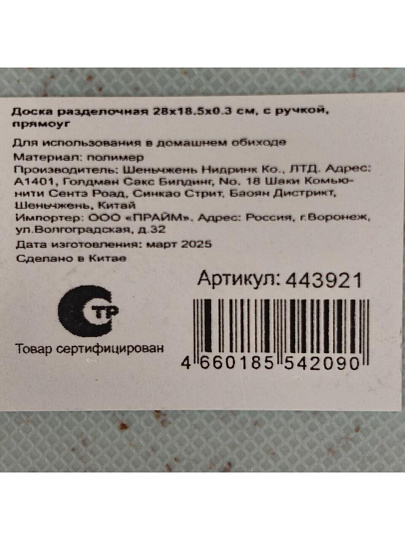 Доска разделочная 28х18.5х0.3 см, с ручкой,
прямоуг
Для использования в домашнем обиходе
Материал: полимер
Производитель: Шеньчжень Нидринк Ко., ЛТД. Адрес:
А1401, Голдман Сакс Билдинг, No. 18 Шаки Комью-
нити Сентэ Роад, Синкао Стрит, Баоян Дистрикт,
Шеньчжень, Китай
Импортер: ООО «ПРАЙМ». Адрес: Россия, г.Воронеж,
ул.Волгоградская, д.32
Дата изготовления: март 2025
Сделано в Китае
Артикул: 443921
ТР
Товар сертифицирован
4 660185 542090